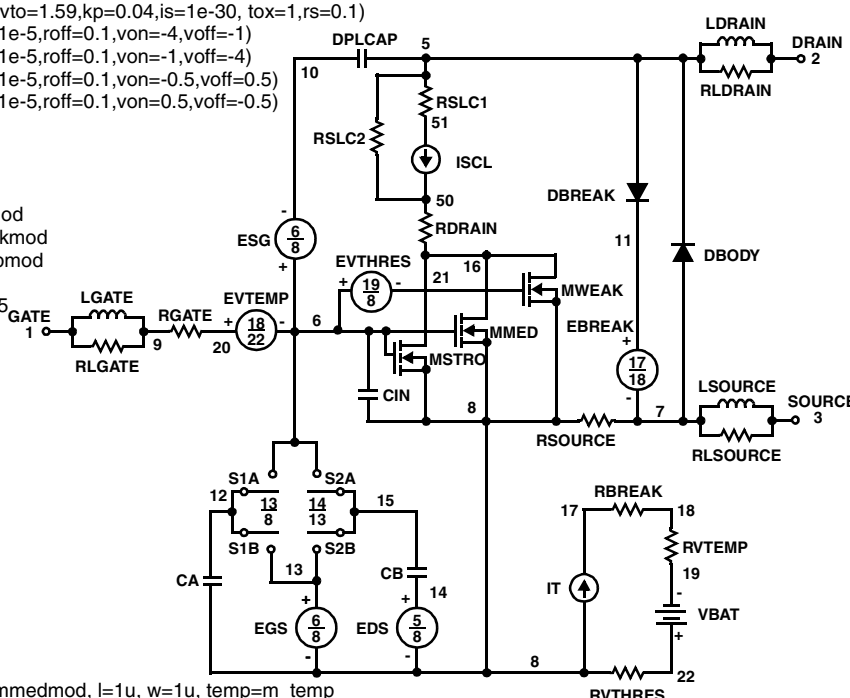 vto=1.59,kp=0.04,is=1e-30, tox=1,rs=0.1)
1e-5,roff=0.1,von=-4,voff=-1)
1e-5,roff=0.1,von=-1,voff=-4)
1e-5,roff=0.1,von=-0.5,voff=0.5)
1e-5,roff=0.1,von=0.5,voff=-0.5)
LDRAIN
DPLCAP
5
DRAIN
2
10
RLDRAIN
RSLC1
51
RSLC2
ISCL
50
DBREAK
od
kmod
omod
ESG
-
6
8
+
RDRAIN
11
DBODY
EVTHRES
16
21
+
19
8
-
MWEAK
5
GATE
1
LGATE
RGATE
EVTEMP
+
18
22
-
6
MMED
EBREAK
+
9
20
RLGATE
MSTRO
17
18
-
LSOURCE
CIN
8
7
SOURCE
3
RSOURCE
RLSOURCE
S1A
S2A
12
13
8
14
13
15
RBREAK
17
18
S1B
S2B
RVTEMP
13
CB
CA
14
IT
19
-
VBAT
+
+
EGS
6
8
-
+
EDS
5
8
-
8
22
RVTHRES
mmedmod, l=1u, w=1u, temp=m_temp